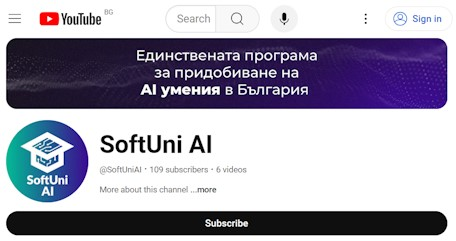 YouTube BG
Search
Sign in
Единствената програма
за придобиване на
AI умения в България
SoftUni
AI
SoftUni AI
@SoftUniAI • 109 subscribers • 6 videos
More about this channel ...more
Subscribe